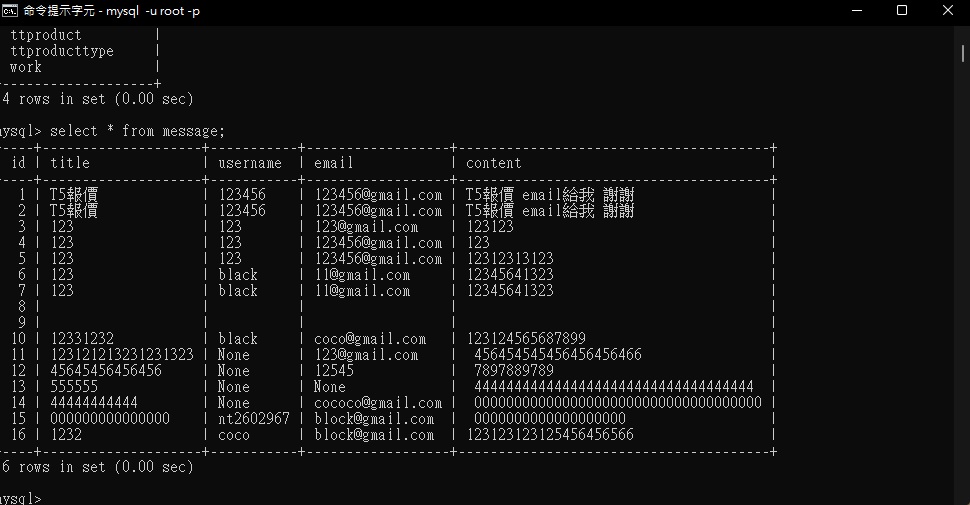 命令提示字元 - mysql -u root -p
ttproduct |
ttproducttype |
work |
-------------------+
4 rows in set (0.00 sec)
mysql> select * from message;
----+--------------------+-----------+------------------+---------------------------------------+
id | title | username | email | content |
----+--------------------+-----------+------------------+---------------------------------------+
1 | T5報價 | 123456 | 123456@gmail.com | T5報價 email給我 謝謝 |
2 | T5報價 | 123456 | 123456@gmail.com | T5報價 email給我 謝謝 |
3 | 123 | 123 | 123@gmail.com | 123123 |
4 | 123 | 123 | 123456@gmail.com | 123 |
5 | 123 | 123 | 123456@gmail.com | 12312313123 |
6 | 123 | black | 11@gmail.com | 12345641323 |
7 | 123 | black | 11@gmail.com | 12345641323 |
8 | | | | |
9 | | | | |
10 | 12331232 | black | coco@gmail.com | 123124565687899 |
11 | 123121213231231323 | None | 123@gmail.com | 456454545456456456466 |
12 | 45645456456456 | None | 12545 | 7897889789 |
13 | 555555 | None | None | 44444444444444444444444444444444444 |
14 | 44444444444 | None | cococo@gmail.com | 000000000000000000000000000000000000 |
15 | 000000000000000 | nt2602967 | block@gmail.com | 0000000000000000000 |
16 | 1232 | coco | block@gmail.com | 123123123125456456566 |
----+--------------------+-----------+------------------+---------------------------------------+
6 rows in set (0.00 sec)
mysql>